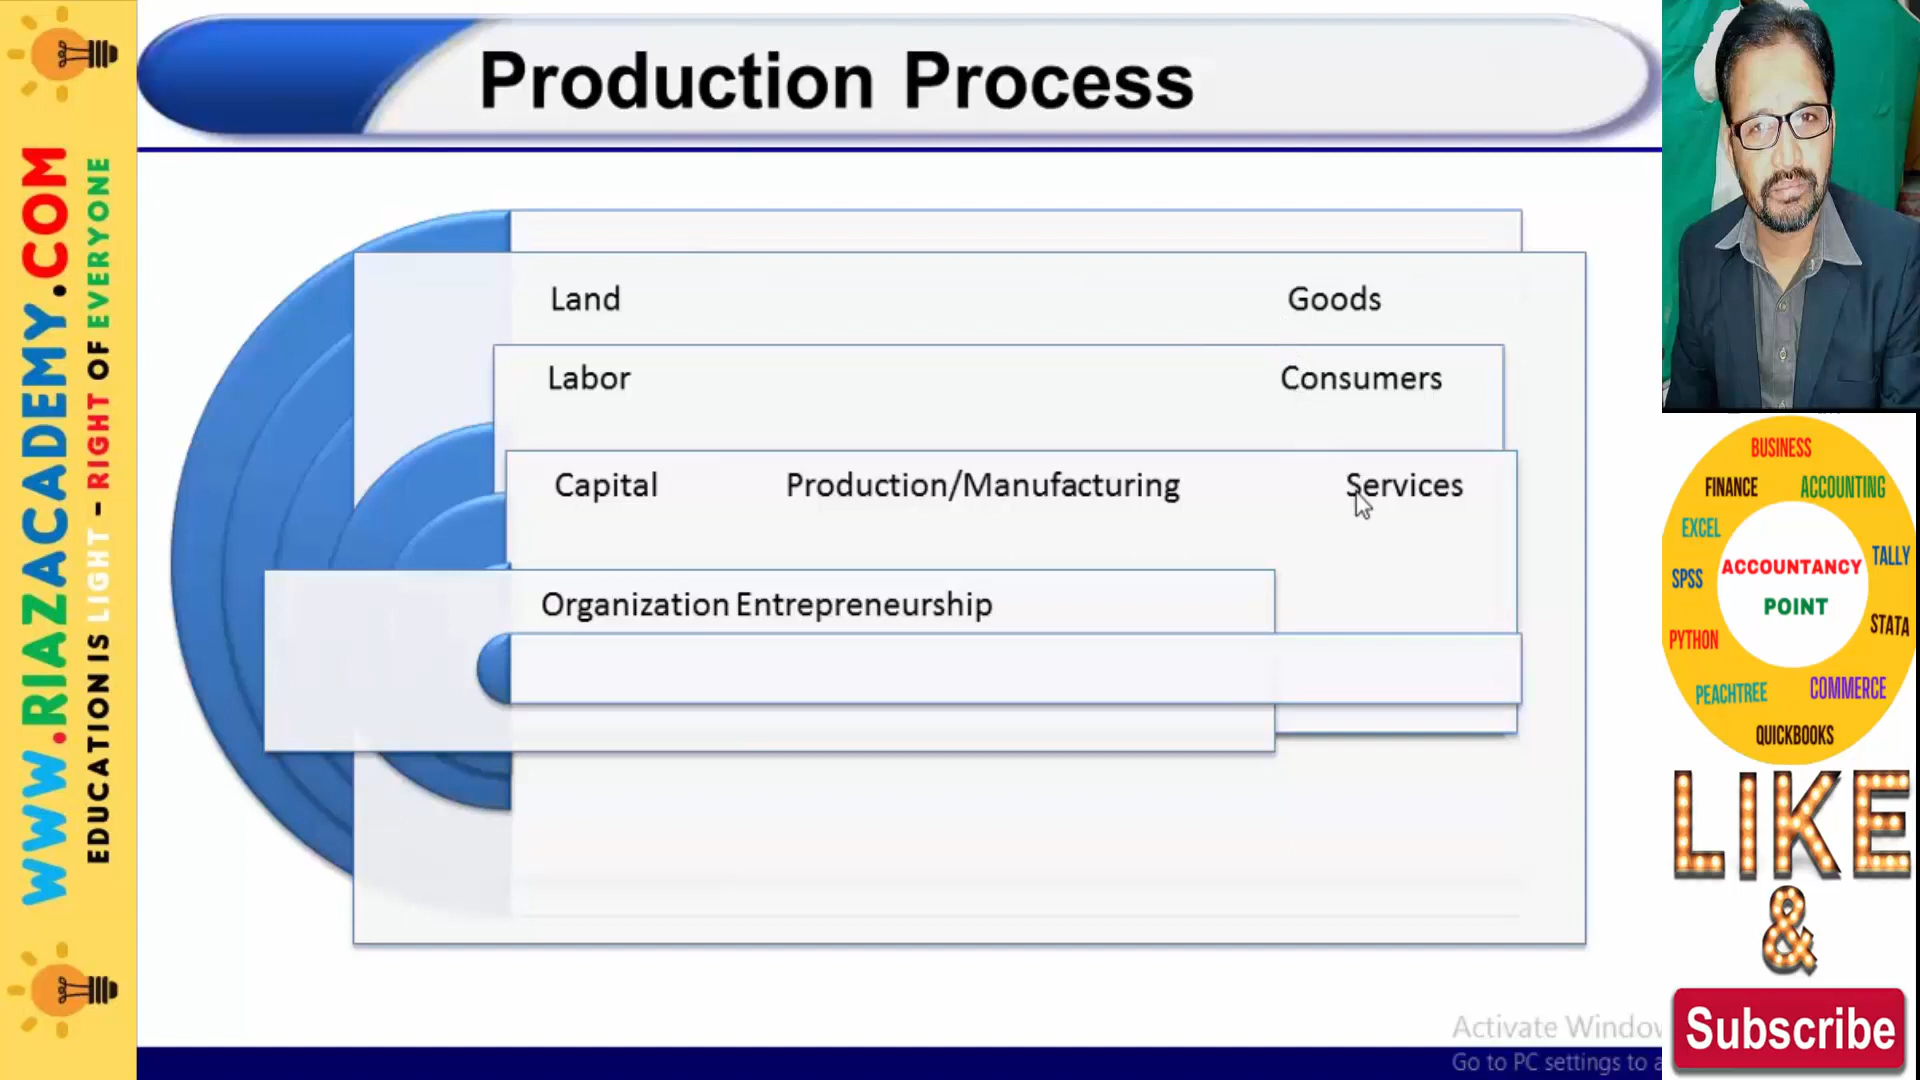 WWW.RIAZACADEMY.COM
EDUCATION IS LIGHT - RIGHT OF EVERYONE
Production Process
Land Goods
Labor Consumers
Capital Production/Manufacturing Services
Organization Entrepreneurship
BUSINESS
FINANCE ACCOUNTING
EXCEL TALLY
SPSS ACCOUNTANCY
POINT
PYTHON STATA
PEACHTREE COMMERCE
QUICKBOOKS
LIKE
&
Subscribe
Activate Window
Go to PC settings to a